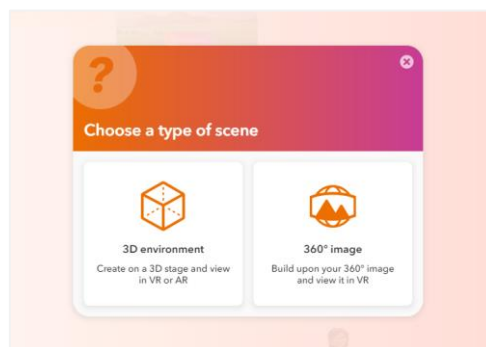 ?
Choose a type of scene
3D environment
Create on a 3D stage and view
in VR or AR
360° image
Build upon your 360° image
and view it in VR